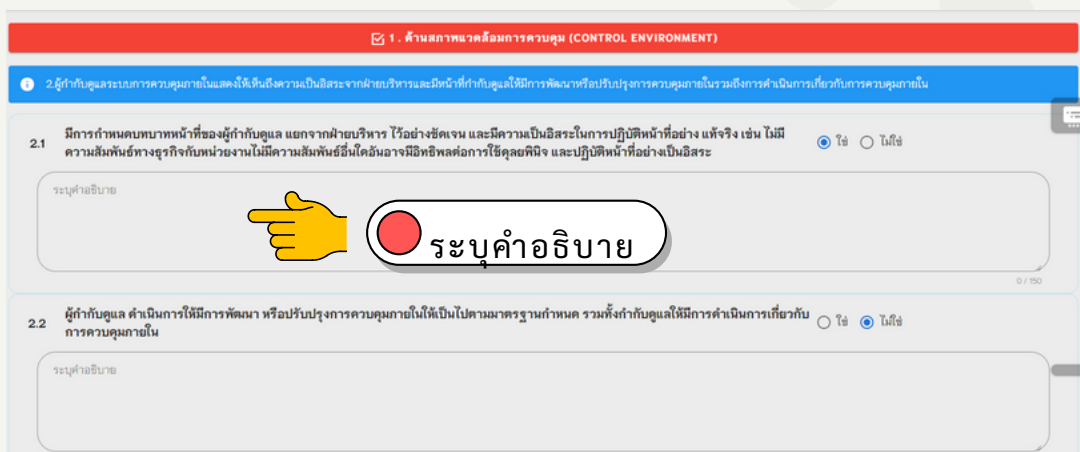 1 . ด้านสภาพแวดล้อมการควบคุม (CONTROL ENVIRONMENT)
2.ผู้กำกับดูแลระบบการควบคุมภายในแสดงให้เห็นถึงความเป็นอิสระจากฝ่ายบริหารและมีหน้าที่กำกับดูแลให้มีการพัฒนาหรือปรับปรุงการควบคุมภายในรวมถึงการดำเนินการเกี่ยวกับการควบคุมภายใน
2.1 มีการกำหนดบทบาทหน้าที่ของผู้กำกับดูแล แยกจากฝ่ายบริหาร ไว้อย่างชัดเจน และมีความเป็นอิสระในการปฏิบัติหน้าที่อย่าง แท้จริง เช่น ไม่มี
ความสัมพันธ์ทางธุรกิจกับหน่วยงานไม่มีความสัมพันธ์อื่นใดอันอาจมีอิทธิพลต่อการใช้ดุลยพินิจ และปฏิบัติหน้าที่อย่างเป็นอิสระ
ใช่ ไม่ใช่
ระบุคำอธิบาย
ระบุคำอธิบาย
0 / 150
2.2 ผู้กำกับดูแล ดำเนินการให้มีการพัฒนา หรือปรับปรุงการควบคุมภายในให้เป็นไปตามมาตรฐานกำหนด รวมทั้งกำกับดูแลให้มีการดำเนินการเกี่ยวกับ
การควบคุมภายใน
ใช่ ไม่ใช่
ระบุคำอธิบาย